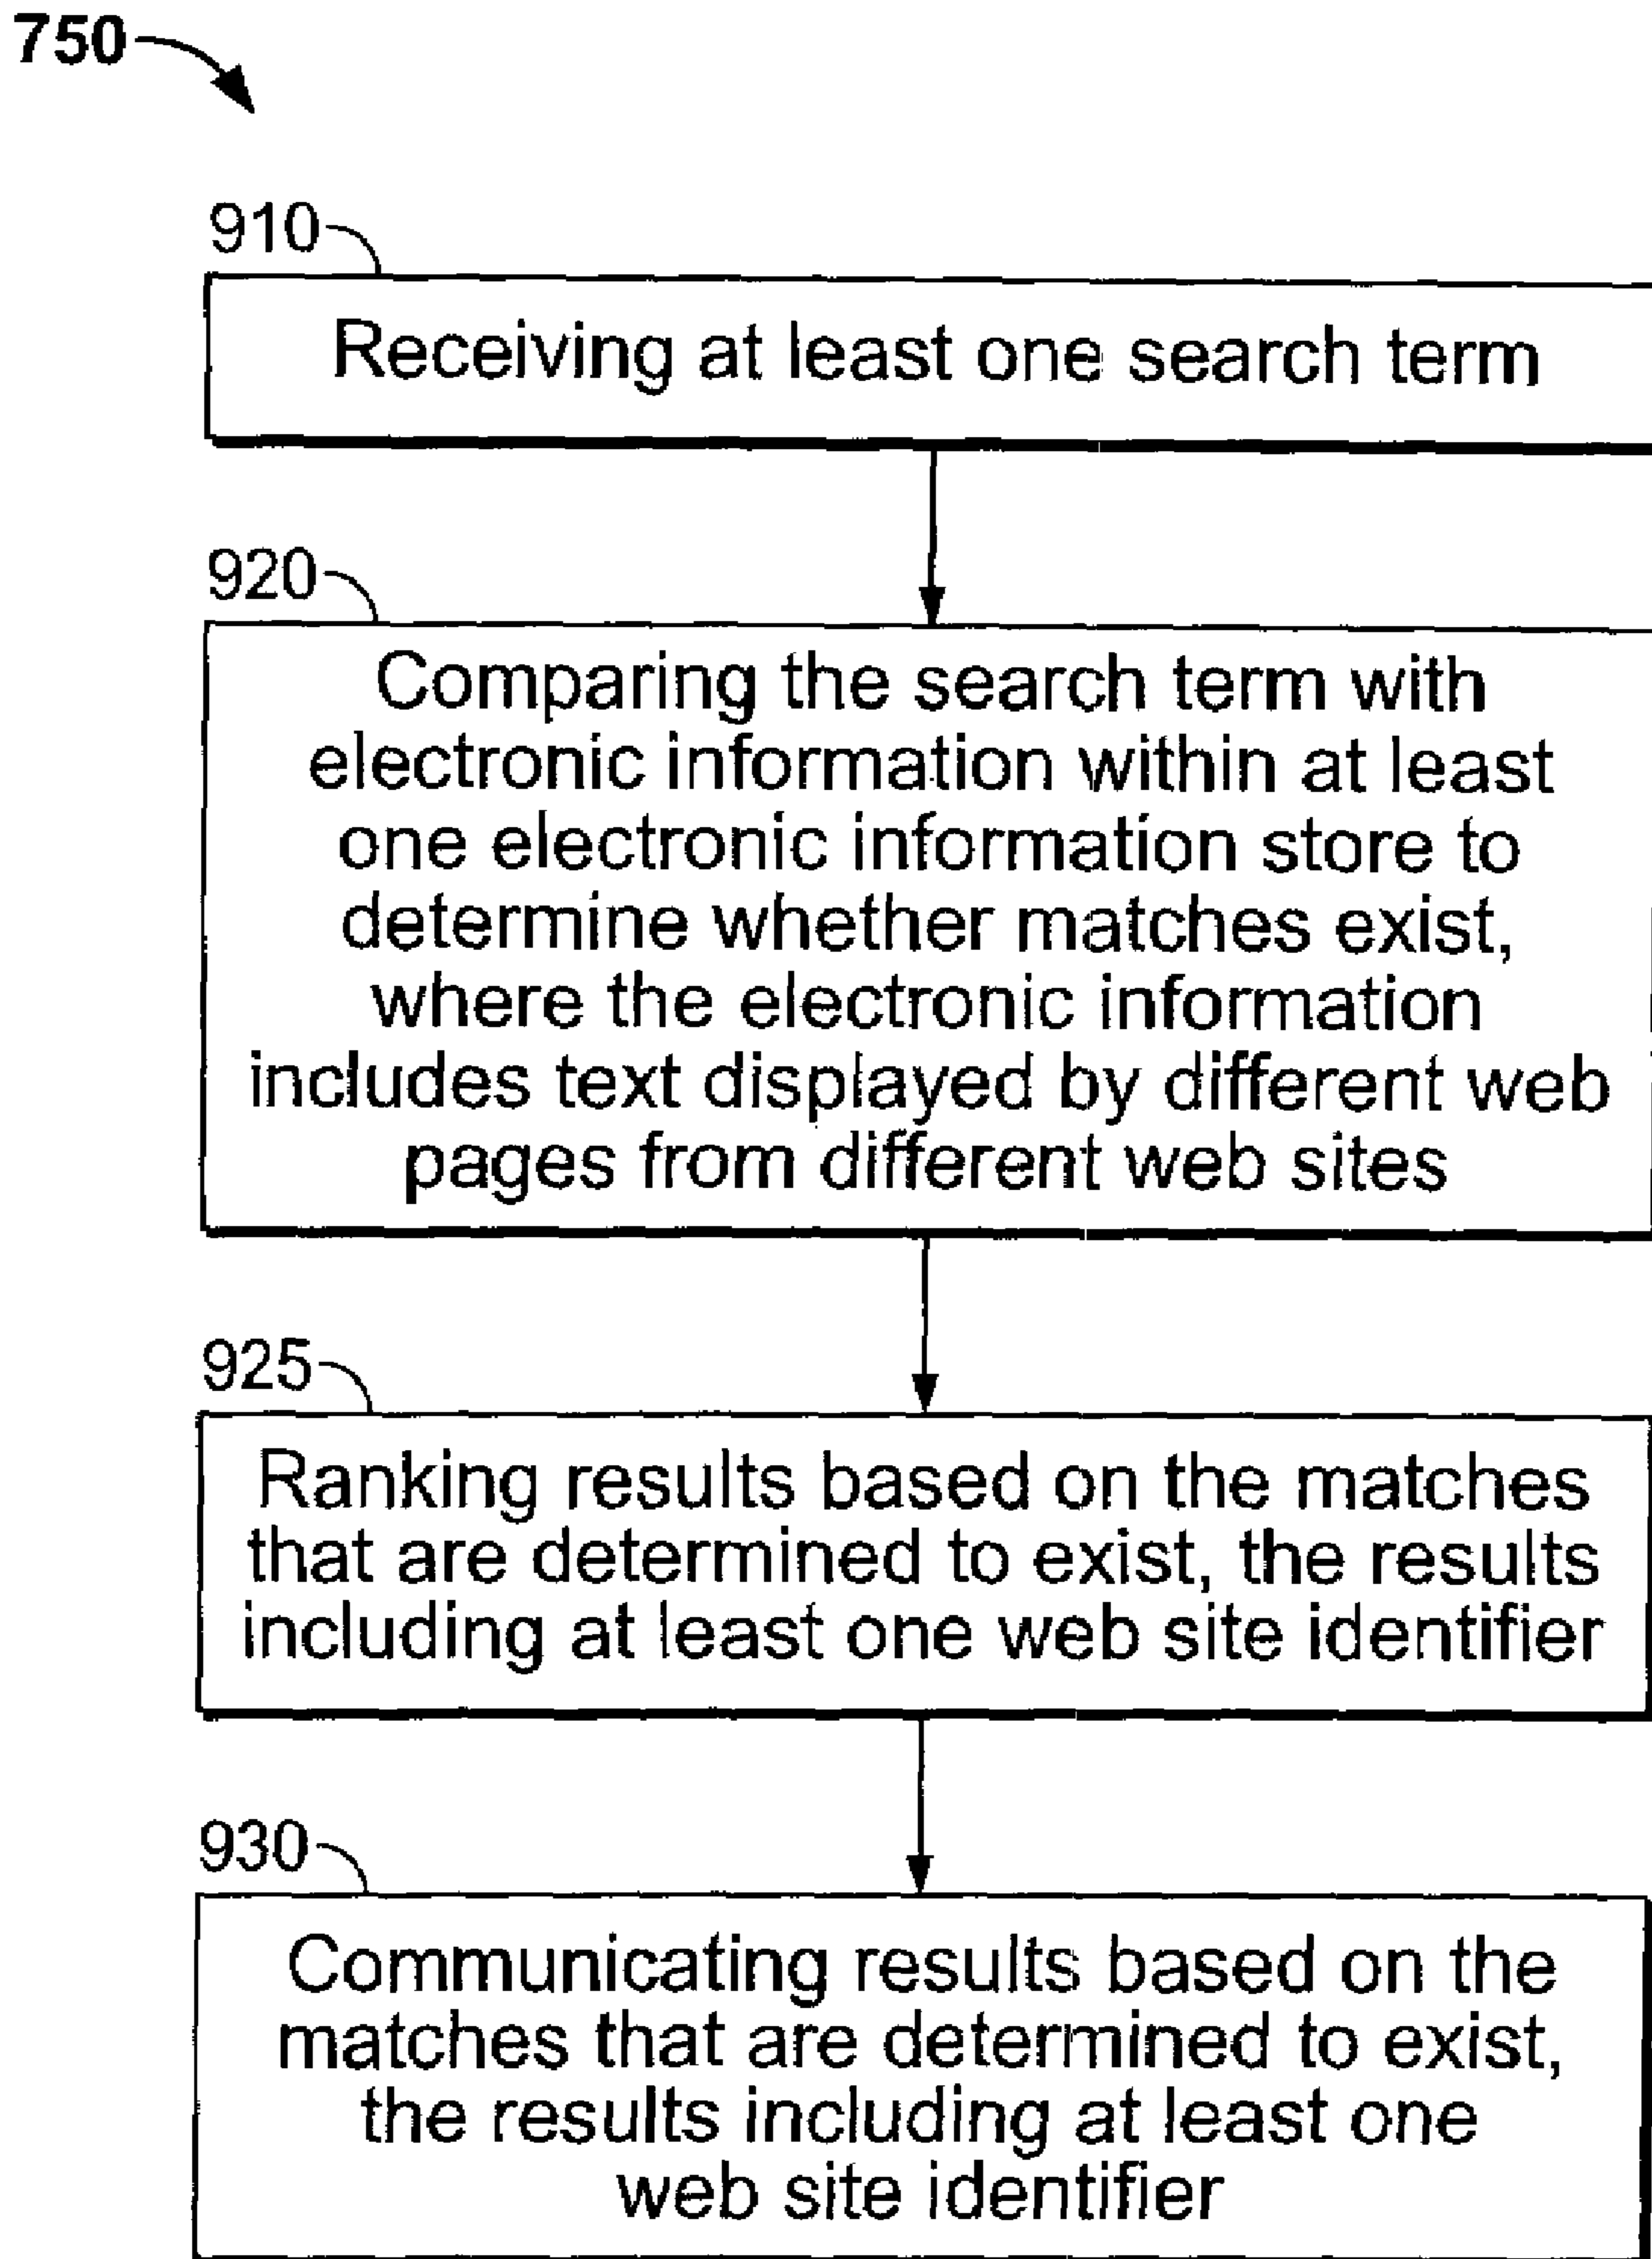 750
910
Receiving at least one search term
920
Comparing the search term with
electronic information within at least
one electronic information store to
determine whether matches exist,
where the electronic information
includes text displayed by different web
pages from different web sites
925
Ranking results based on the matches
that are determined to exist, the results
including at least one web site identifier
930
Communicating results based on the
matches that are determined to exist,
the results including at least one
web site identifier